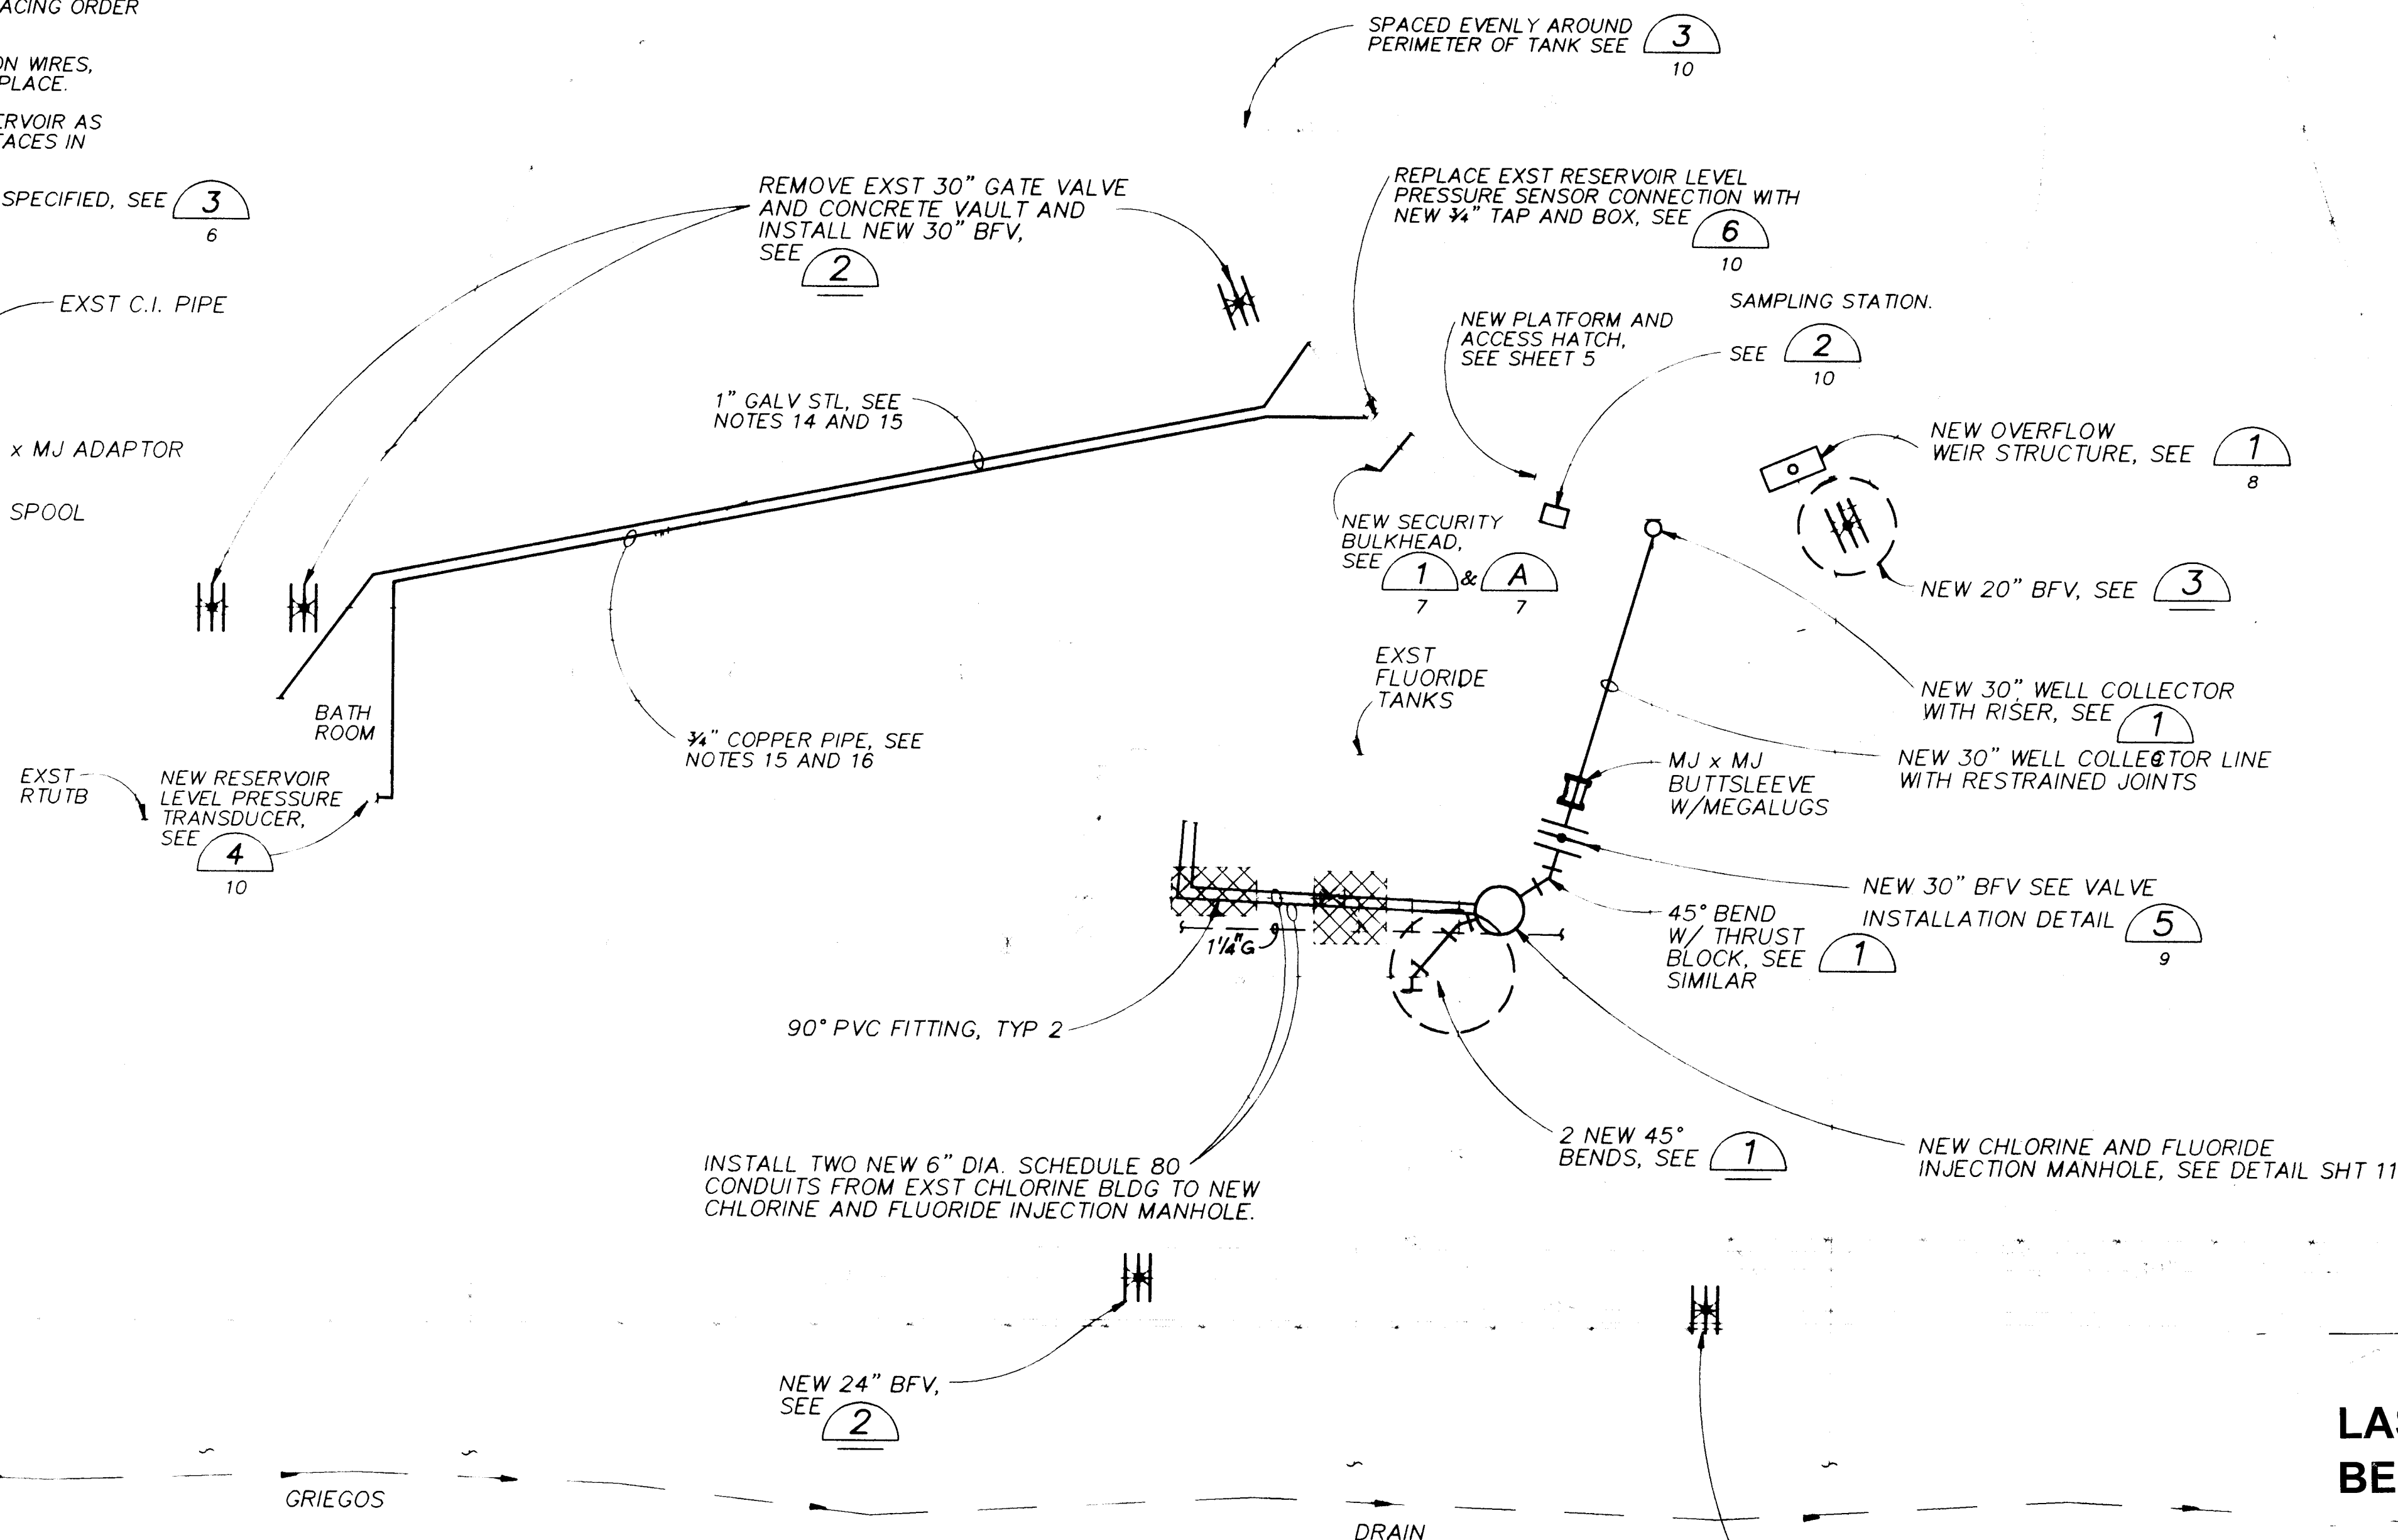 ACING ORDER
ON WIRES,
PLACE.
ERVOIR AS
FACES IN
SPECIFIED, SEE 3
6
EXST C.I. PIPE
x MJ ADAPTOR
SPOOL
SPACED EVENLY AROUND
PERIMETER OF TANK SEE 3
10
REMOVE EXST 30" GATE VALVE
AND CONCRETE VAULT AND
INSTALL NEW 30" BFV,
SEE 2
REPLACE EXST RESERVOIR LEVEL
PRESSURE SENSOR CONNECTION WITH
NEW ¾" TAP AND BOX, SEE 6
10
SAMPLING STATION.
SEE 2
10
NEW PLATFORM AND
ACCESS HATCH,
SEE SHEET 5
1" GALV STL, SEE
NOTES 14 AND 15
NEW OVERFLOW
WEIR STRUCTURE, SEE 1
8
NEW SECURITY
BULKHEAD,
SEE 1 & A
7 7
NEW 20" BFV, SEE 3
EXST
FLUORIDE
TANKS
BATH
ROOM
¾" COPPER PIPE, SEE
NOTES 15 AND 16
NEW 30" WELL COLLECTOR
WITH RISER, SEE 1
NEW 30" WELL COLLECTOR LINE
WITH RESTRAINED JOINTS
EXST
RTUTB
NEW RESERVOIR
LEVEL PRESSURE
TRANSDUCER,
SEE 4
10
MJ x MJ
BUTTSLEEVE
W/MEGALUGS
NEW 30" BFV SEE VALVE
INSTALLATION DETAIL 5
9
45° BEND
W/ THRUST
BLOCK, SEE 1
SIMILAR
1¼"G
90° PVC FITTING, TYP 2
2 NEW 45°
BENDS, SEE 1
NEW CHLORINE AND FLUORIDE
INJECTION MANHOLE, SEE DETAIL SHT 11
INSTALL TWO NEW 6" DIA. SCHEDULE 80
CONDUITS FROM EXST CHLORINE BLDG TO NEW
CHLORINE AND FLUORIDE INJECTION MANHOLE.
NEW 24" BFV,
SEE 2
LAS
BE
GRIEGOS
DRAIN